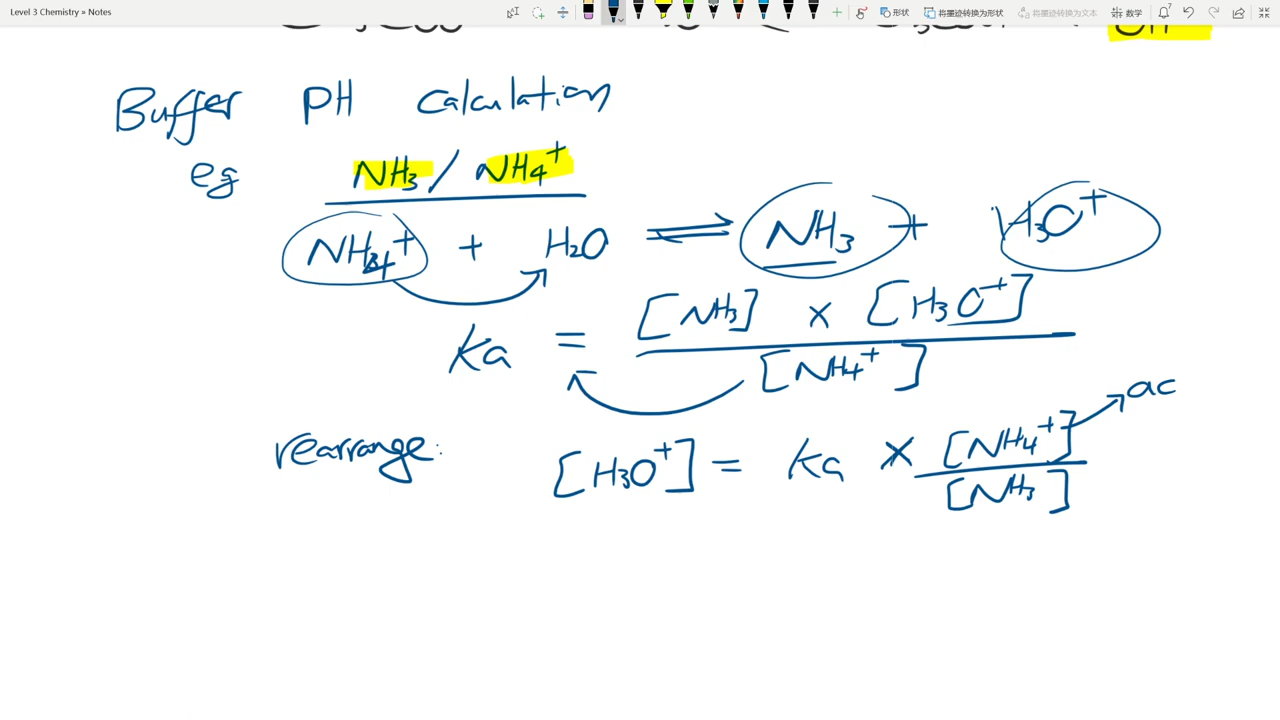 Level 3 Chemistry » Notes
形状 将墨迹转换为形状 将墨迹转换为文本 数学
Buffer PH Calculation
eg NH3 / NH4+
NH4+ + H2O ⇌ NH3 + H3O+
Ka = [NH3] x [H3O+] / [NH4+]
ac
rearrange: [H3O+] = Ka x [NH4+] / [NH3]